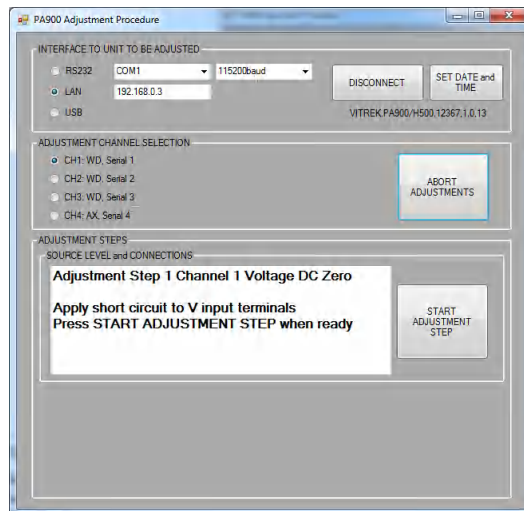 PA900 Adjustment Procedure
INTERFACE TO UNIT TO BE ADJUSTED
RS232 COM1 115200baud
LAN 192.168.0.3
USB
DISCONNECT
SET DATE and
TIME
VITREK,PA900/H500,12367,1.0.13
ADJUSTMENT CHANNEL SELECTION
CH1: WD, Serial 1
CH2: WD, Serial 2
CH3: WD, Serial 3
CH4: AX, Serial 4
ABORT
ADJUSTMENTS
ADJUSTMENT STEPS
SOURCE LEVEL and CONNECTIONS
Adjustment Step 1 Channel 1 Voltage DC Zero
Apply short circuit to V input terminals
Press START ADJUSTMENT STEP when ready
START
ADJUSTMENT
STEP